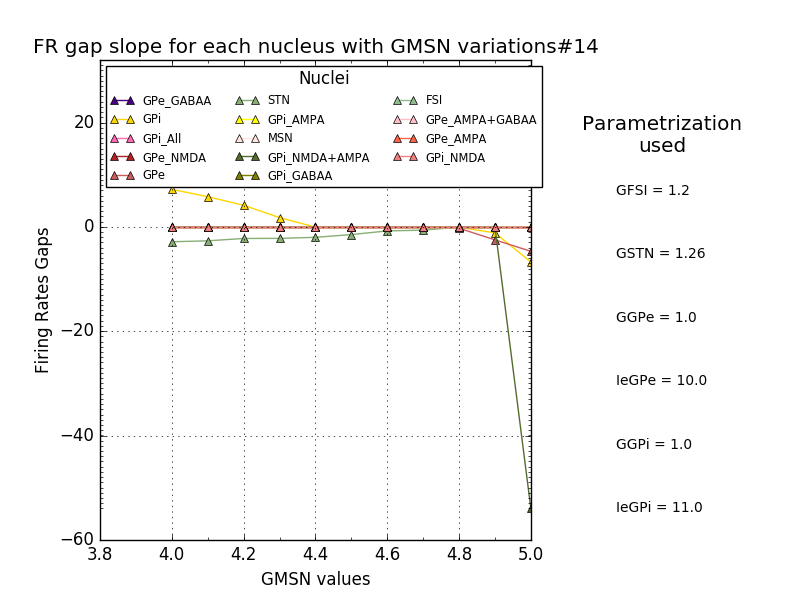 FR gap slope for each nucleus with GMSN variations#14
Nuclei
GPe_GABAA STN FSI
GPi GPi_AMPA GPe_AMPA+GABAA
GPi_All MSN GPe_AMPA
GPe_NMDA GPi_NMDA+AMPA GPi_NMDA
GPe GPi_GABAA
20
0
−20
−40
−60
Firing Rates Gaps
3.8 4.0 4.2 4.4 4.6 4.8 5.0
GMSN values
Parametrization
used
GFSI = 1.2
GSTN = 1.26
GGPe = 1.0
IeGPe = 10.0
GGPi = 1.0
IeGPi = 11.0